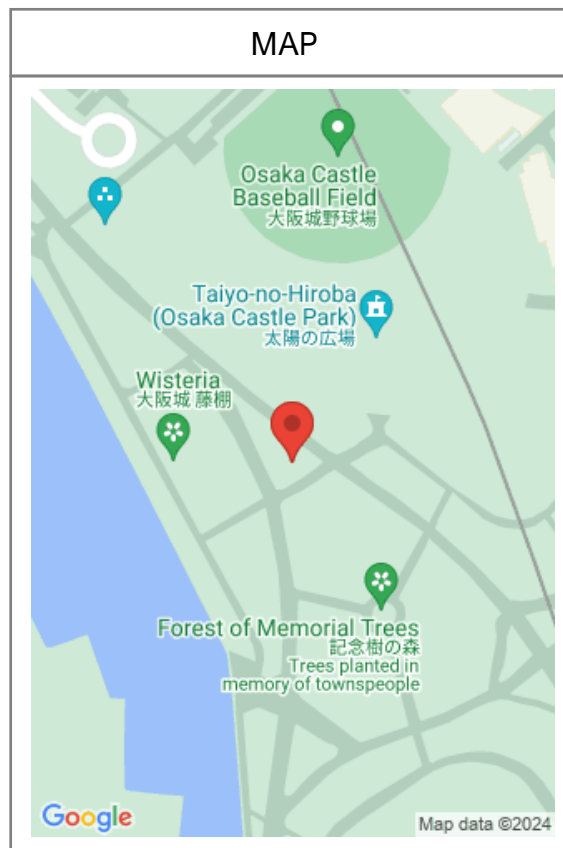 MAP
Osaka Castle
Baseball Field
大阪城野球場
Taiyo-no-Hiroba
(Osaka Castle Park)
太陽の広場
Wisteria
大阪城 藤棚
Forest of Memorial Trees
記念樹の森
Trees planted in
memory of townspeople
Google
Map data ©2024